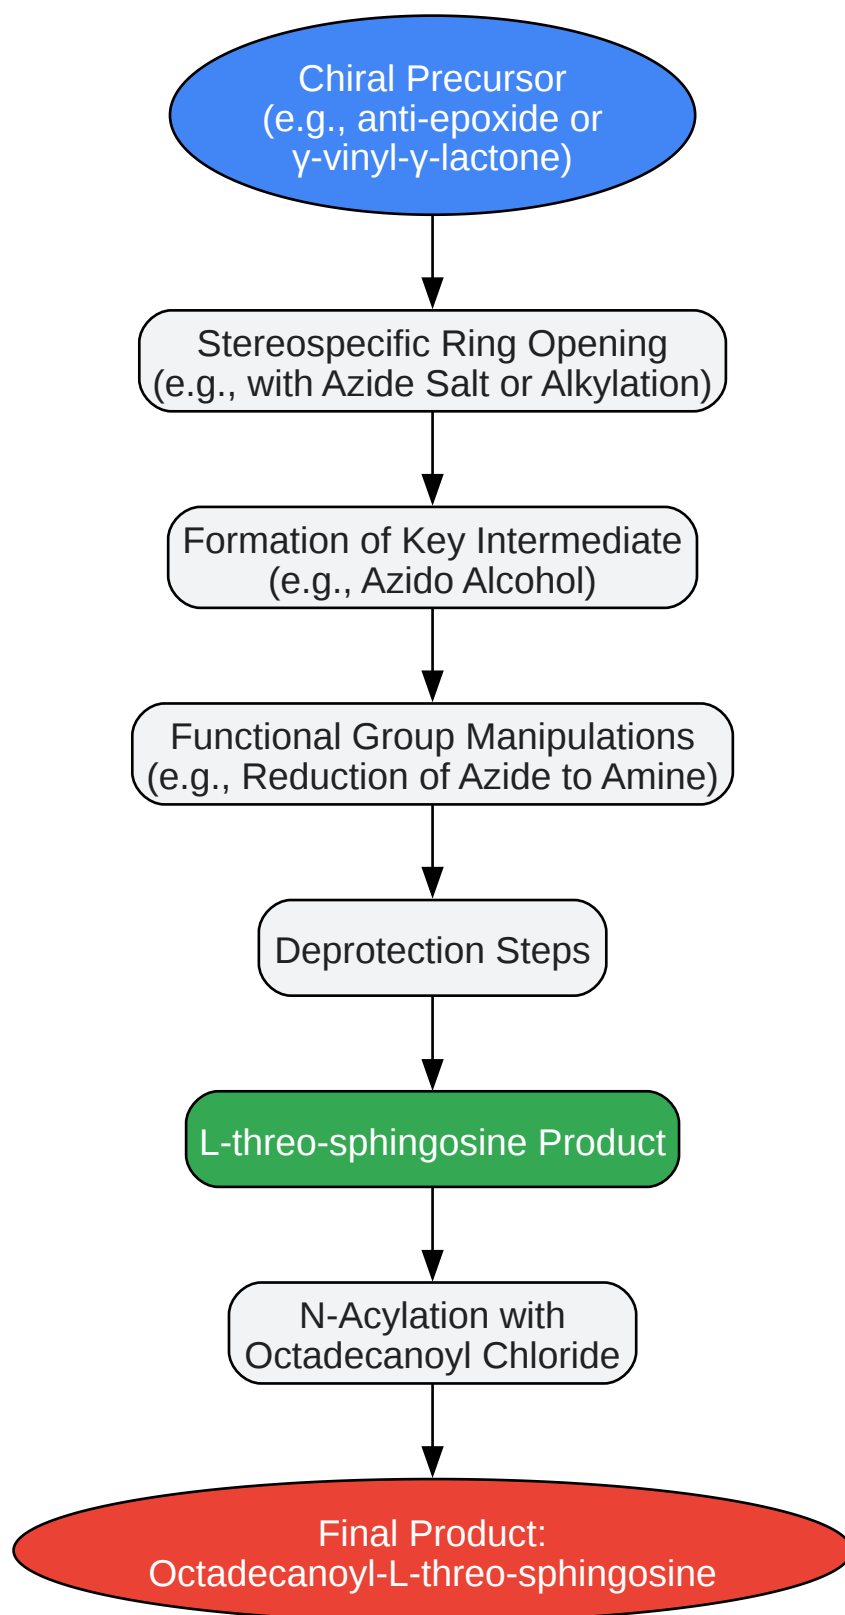 Chiral Precursor
(e.g., anti-epoxide or
γ-vinyl-γ-lactone)
Stereospecific Ring Opening
(e.g., with Azide Salt or Alkylation)
Formation of Key Intermediate
(e.g., Azido Alcohol)
Functional Group Manipulations
(e.g., Reduction of Azide to Amine)
Deprotection Steps
L-threo-sphingosine Product
N-Acylation with
Octadecanoyl Chloride
Final Product:
Octadecanoyl-L-threo-sphingosine